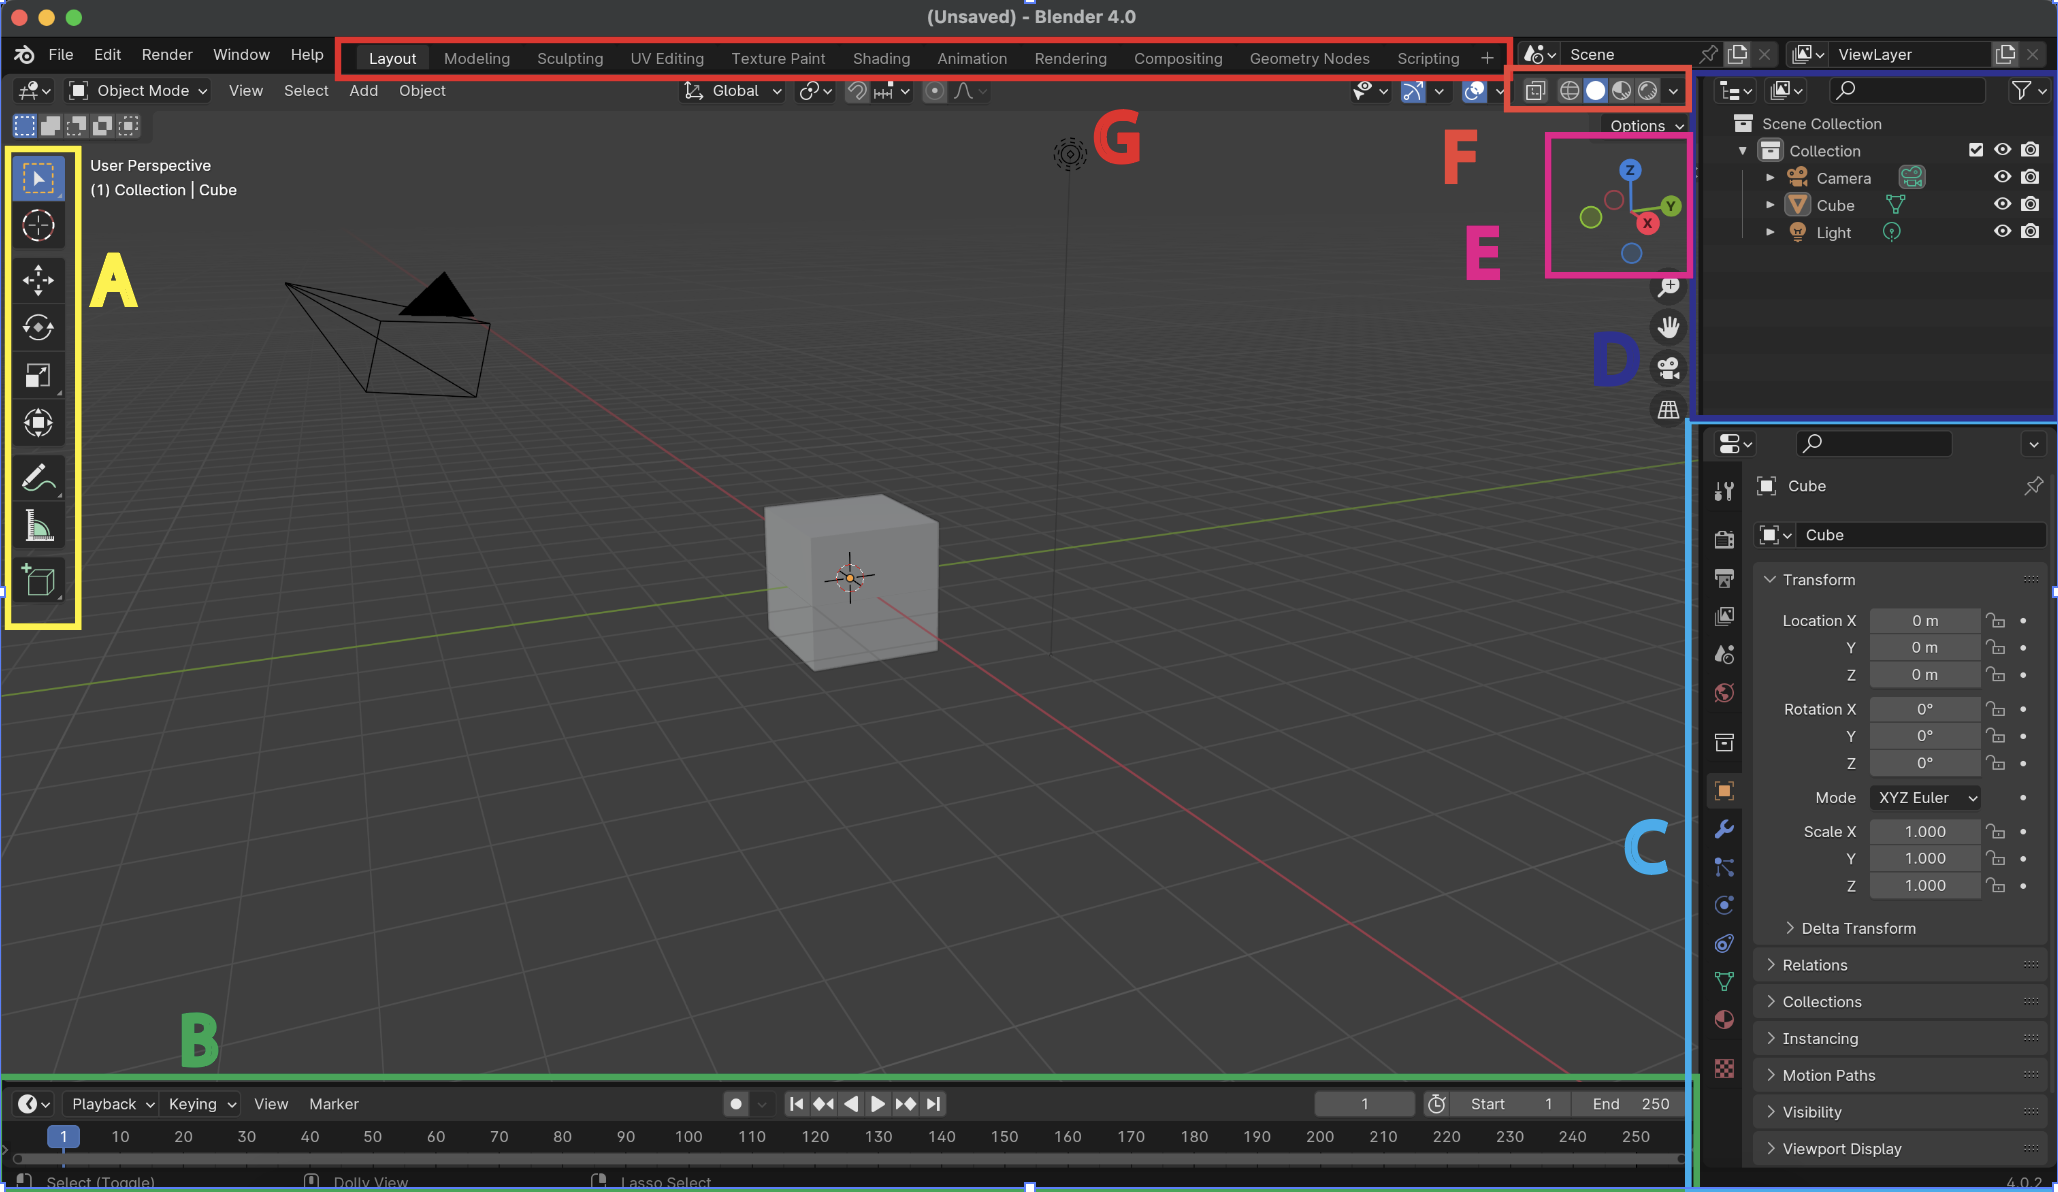 (Unsaved) - Blender 4.0
File Edit Render Window Help Layout Modeling Sculpting UV Editing Texture Paint Shading Animation Rendering Compositing Geometry Nodes Scripting + Scene ViewLayer
Object Mode View Select Add Object Global
Options
G
F
E
D
A
C
B
User Perspective
(1) Collection | Cube
Z
Y
X
Scene Collection
Collection
Camera
Cube
Light
Cube
Cube
Transform
Location X 0 m
Y 0 m
Z 0 m
Rotation X 0°
Y 0°
Z 0°
Mode XYZ Euler
Scale X 1.000
Y 1.000
Z 1.000
Delta Transform
Relations
Collections
Instancing
Motion Paths
Visibility
Viewport Display
Playback Keying View Marker 1 Start 1 End 250
1 10 20 30 40 50 60 70 80 90 100 110 120 130 140 150 160 170 180 190 200 210 220 230 240 250
Select (Toggle) Dolly View Lasso Select 4.0.2